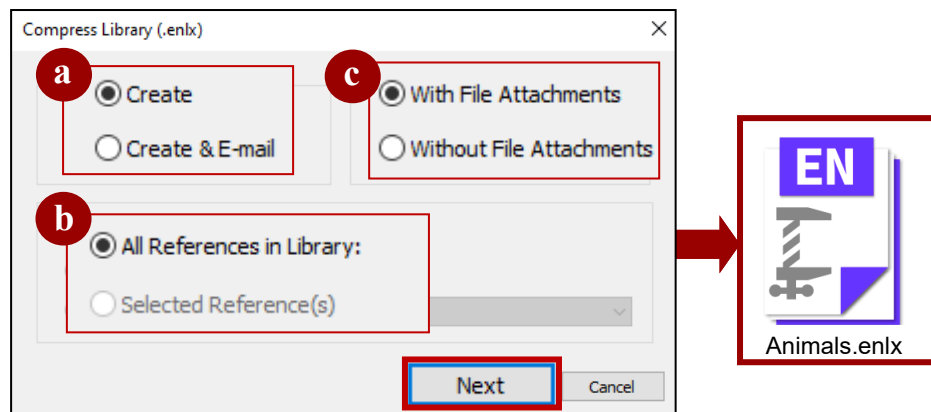 Compress Library (.enlx)
a
Create
Create & E-mail
c
With File Attachments
Without File Attachments
b
All References in Library:
Selected Reference(s)
Next
Cancel
EN
Animals.enlx